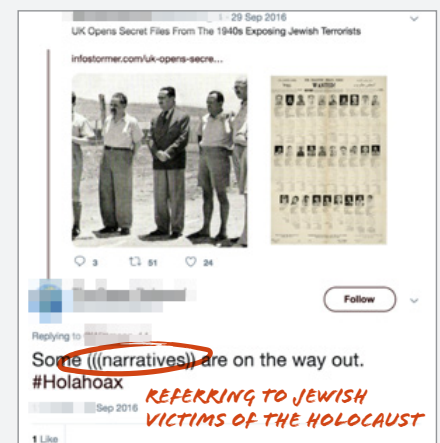 29 Sep 2016
UK Opens Secret Files From The 1940s Exposing Jewish Terrorists
infostormer.com/uk-opens-secre...
WANTED
3 51 24
Follow
Replying to
Some (((narratives)) are on the way out.
#Holahoax
REFERRING TO JEWISH
Sep 2016
VICTIMS OF THE HOLOCAUST
1 Like